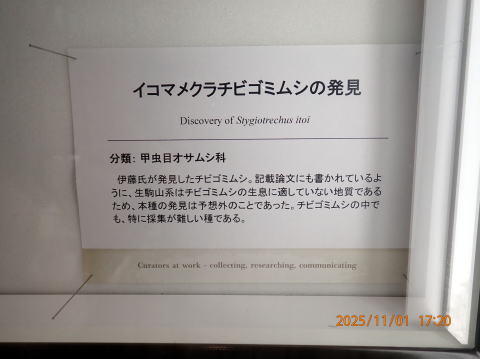 イコマメクラチビゴミムシの発見
Discovery of Stygiotrechus itoi
分類: 甲虫目オサムシ科
伊藤氏が発見したチビゴミムシ。記載論文にも書かれているよ
うに、生駒山系はチビゴミムシの生息に適していない地質である
ため、本種の発見は予想外のことであった。チビゴミムシの中で
も、特に採集が難しい種である。
Curators at work - collecting, researching, communicating
2025/11/01 17:20